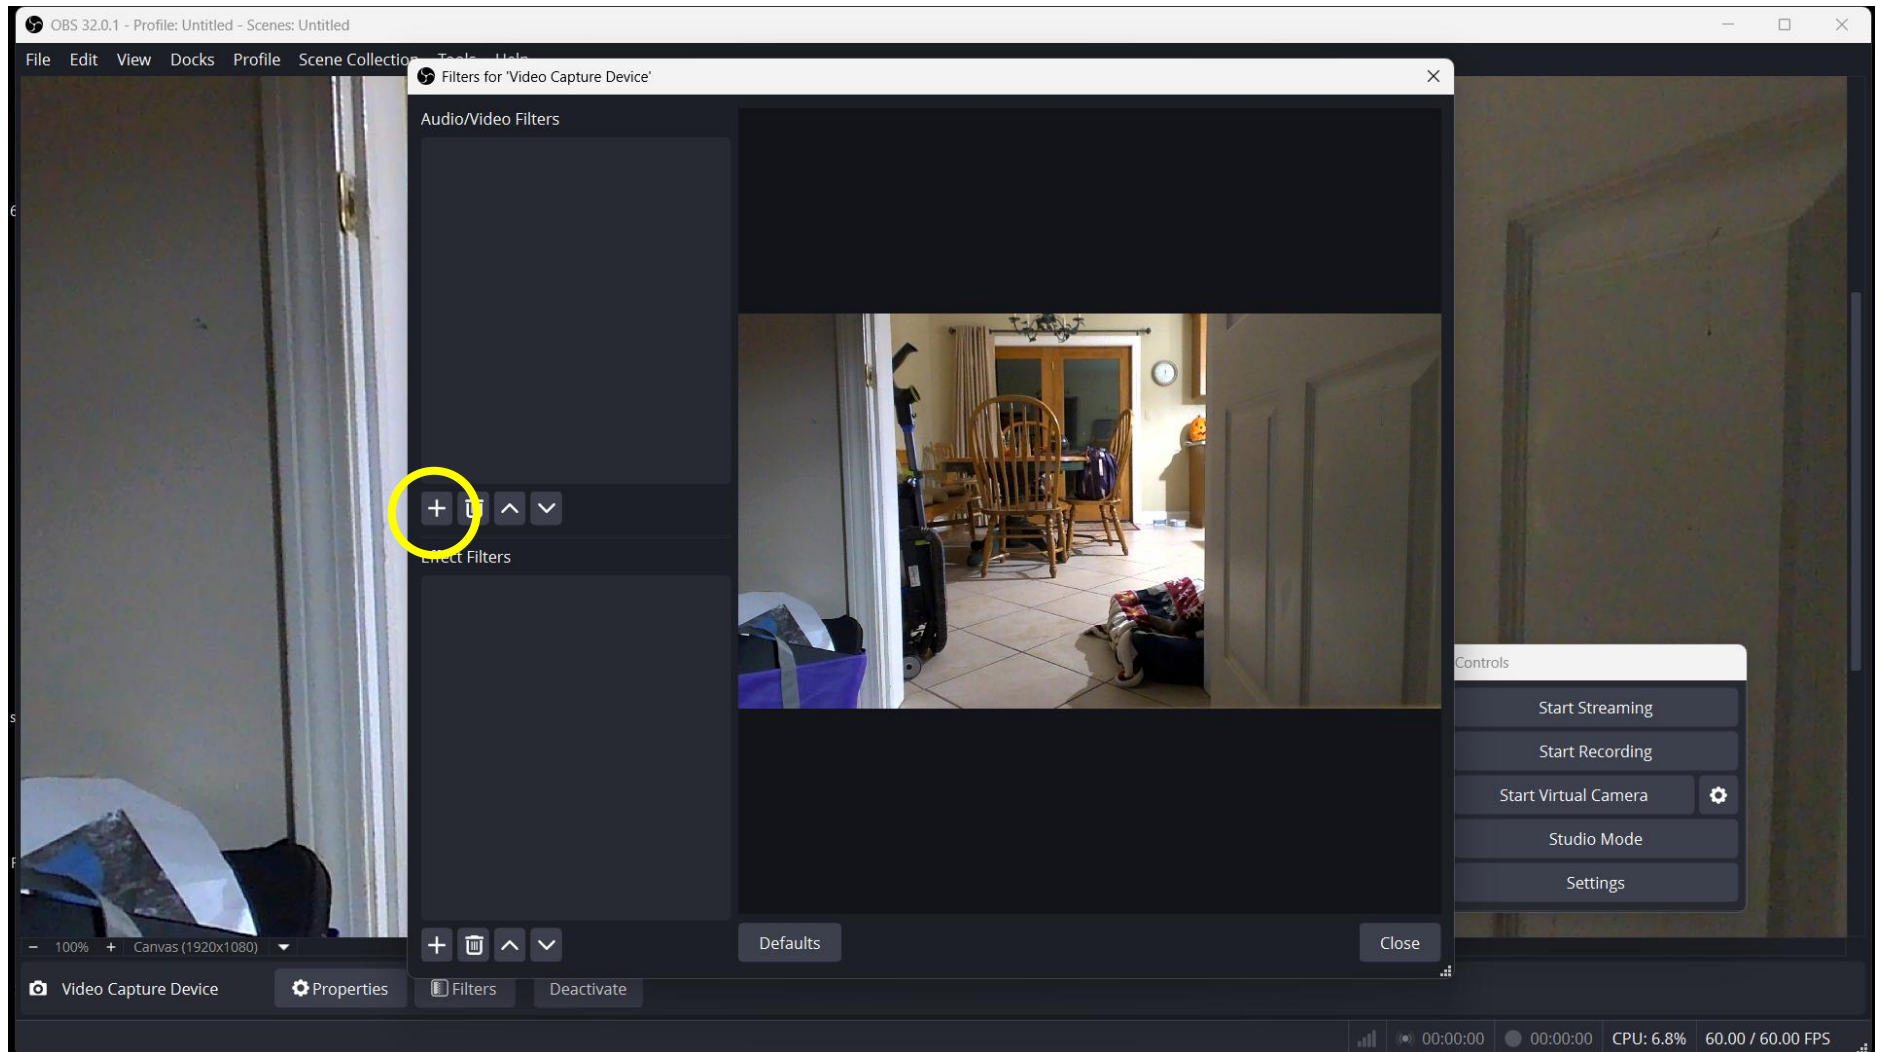 OBS 32.0.1 - Profile: Untitled - Scenes: Untitled
File Edit View Docks Profile Scene Collection Tools Help
Filters for 'Video Capture Device'
Audio/Video Filters
Effect Filters
Defaults
Close
Controls
Start Streaming
Start Recording
Start Virtual Camera
Studio Mode
Settings
100% Canvas (1920x1080)
Video Capture Device Properties Filters Deactivate
00:00:00 00:00:00 CPU: 6.8% 60.00 / 60.00 FPS